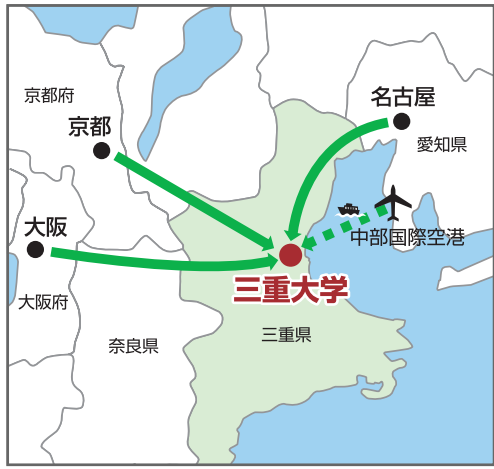 京都府
名古屋
京都
愛知県
大阪
中部国際空港
三重大学
大阪府
三重県
奈良県